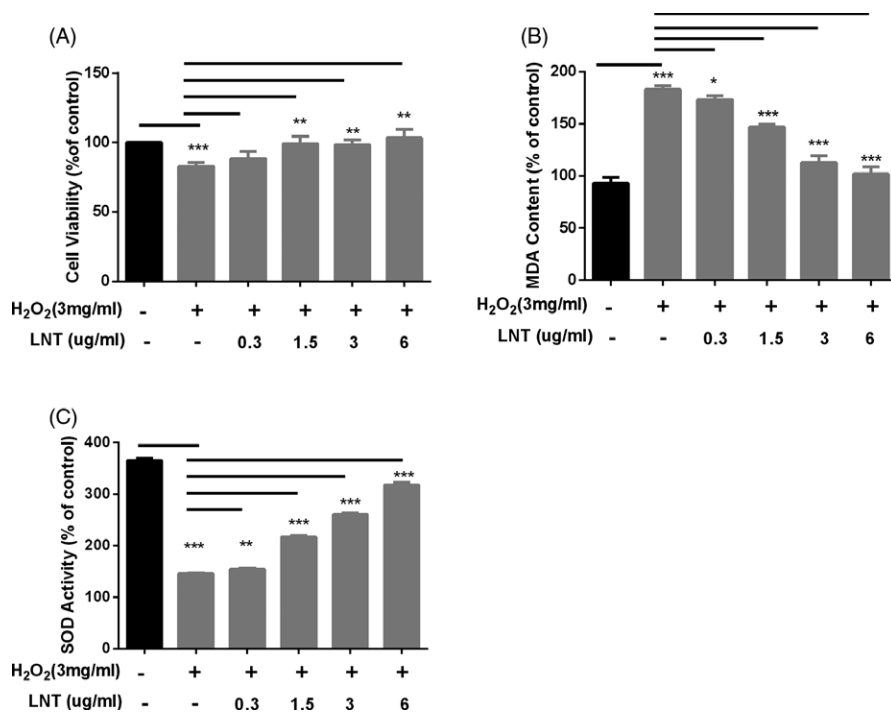 (A)
Cell Viability (%of control)
150
100
50
0
***
**
**
**
H₂O₂(3mg/ml) - + + + + +
LNT (ug/ml) - - 0.3 1.5 3 6
(B)
MDA Content (% of control)
200
150
100
50
0
***
*
***
***
***
H₂O₂(3mg/ml) - + + + + +
LNT (ug/ml) - - 0.3 1.5 3 6
(C)
SOD Activity (% of control)
400
300
200
100
0
***
**
***
***
***
H₂O₂(3mg/ml) - + + + + +
LNT (ug/ml) - - 0.3 1.5 3 6